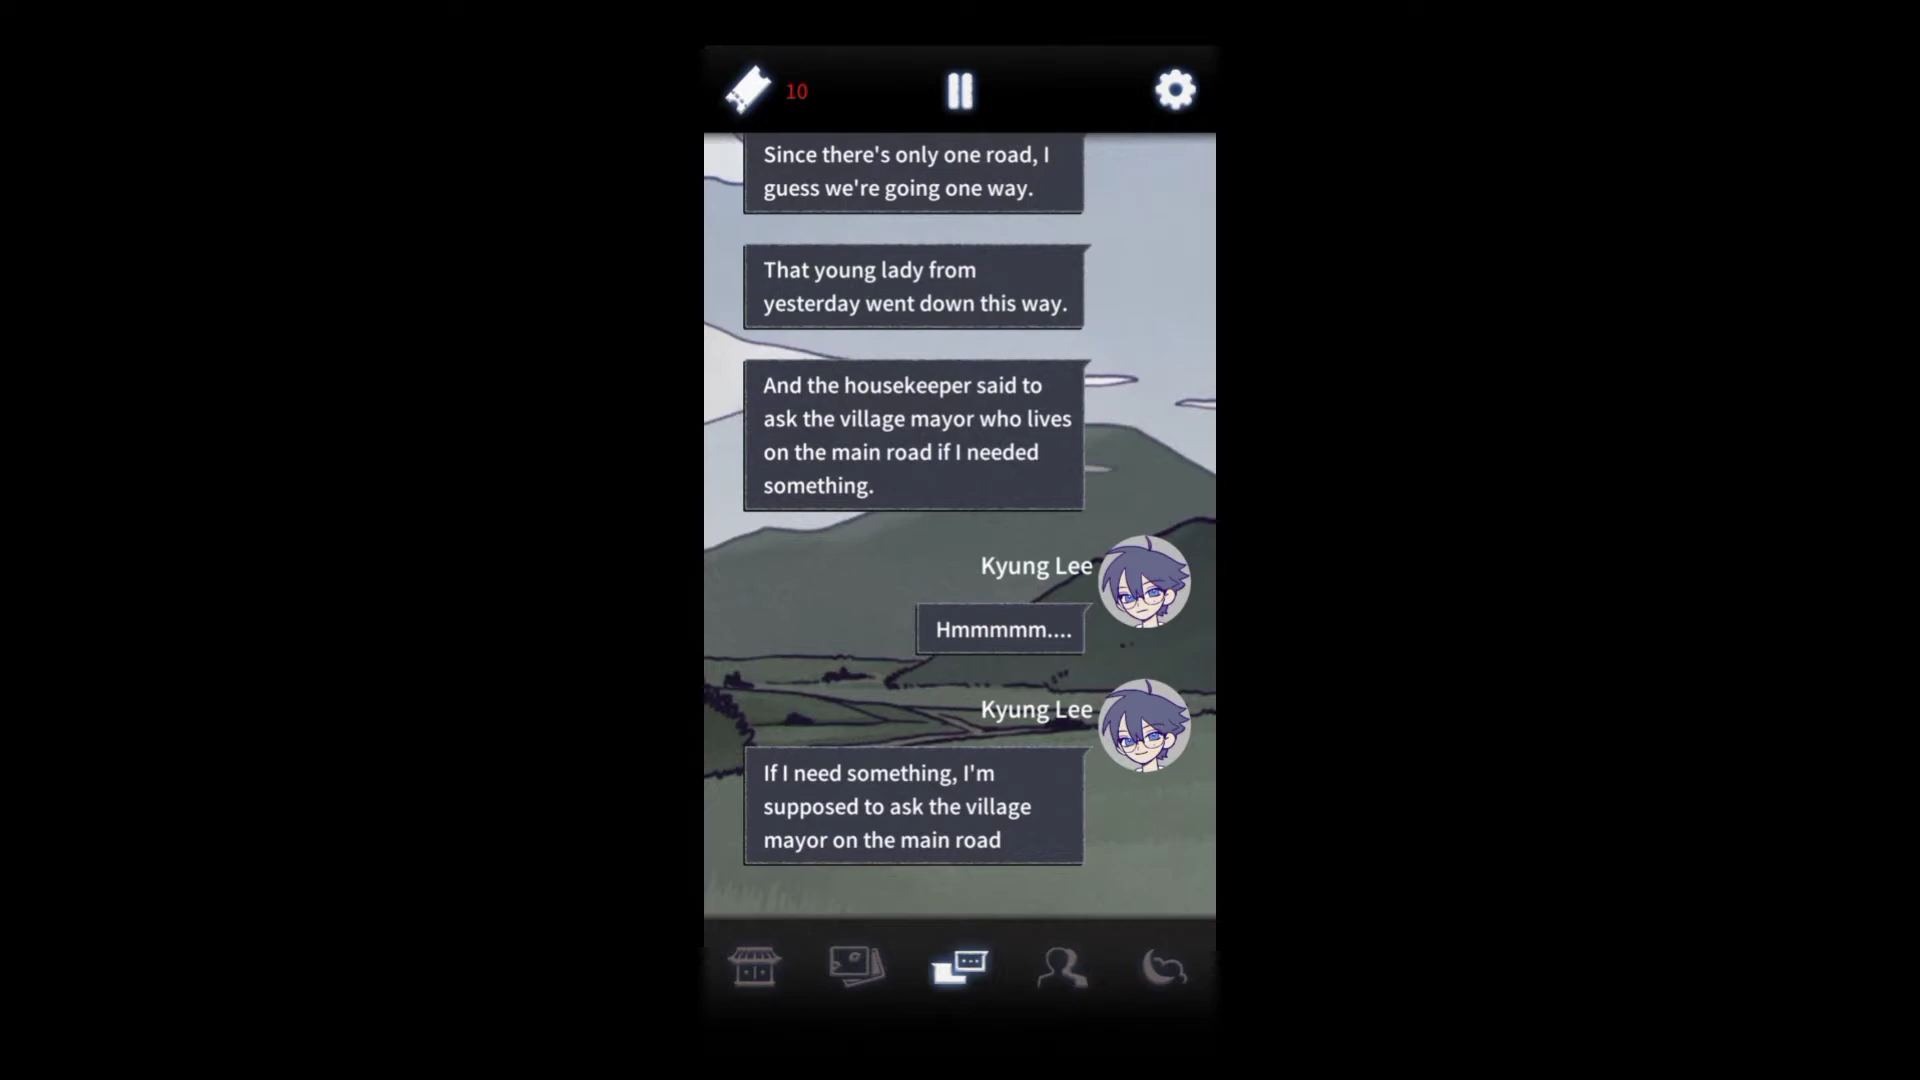 10
Since there's only one road, I
guess we're going one way.
That young lady from
yesterday went down this way.
And the housekeeper said to
ask the village mayor who lives
on the main road if I needed
something.
Kyung Lee
Hmmmmm....
Kyung Lee
If I need something, I'm
supposed to ask the village
mayor on the main road